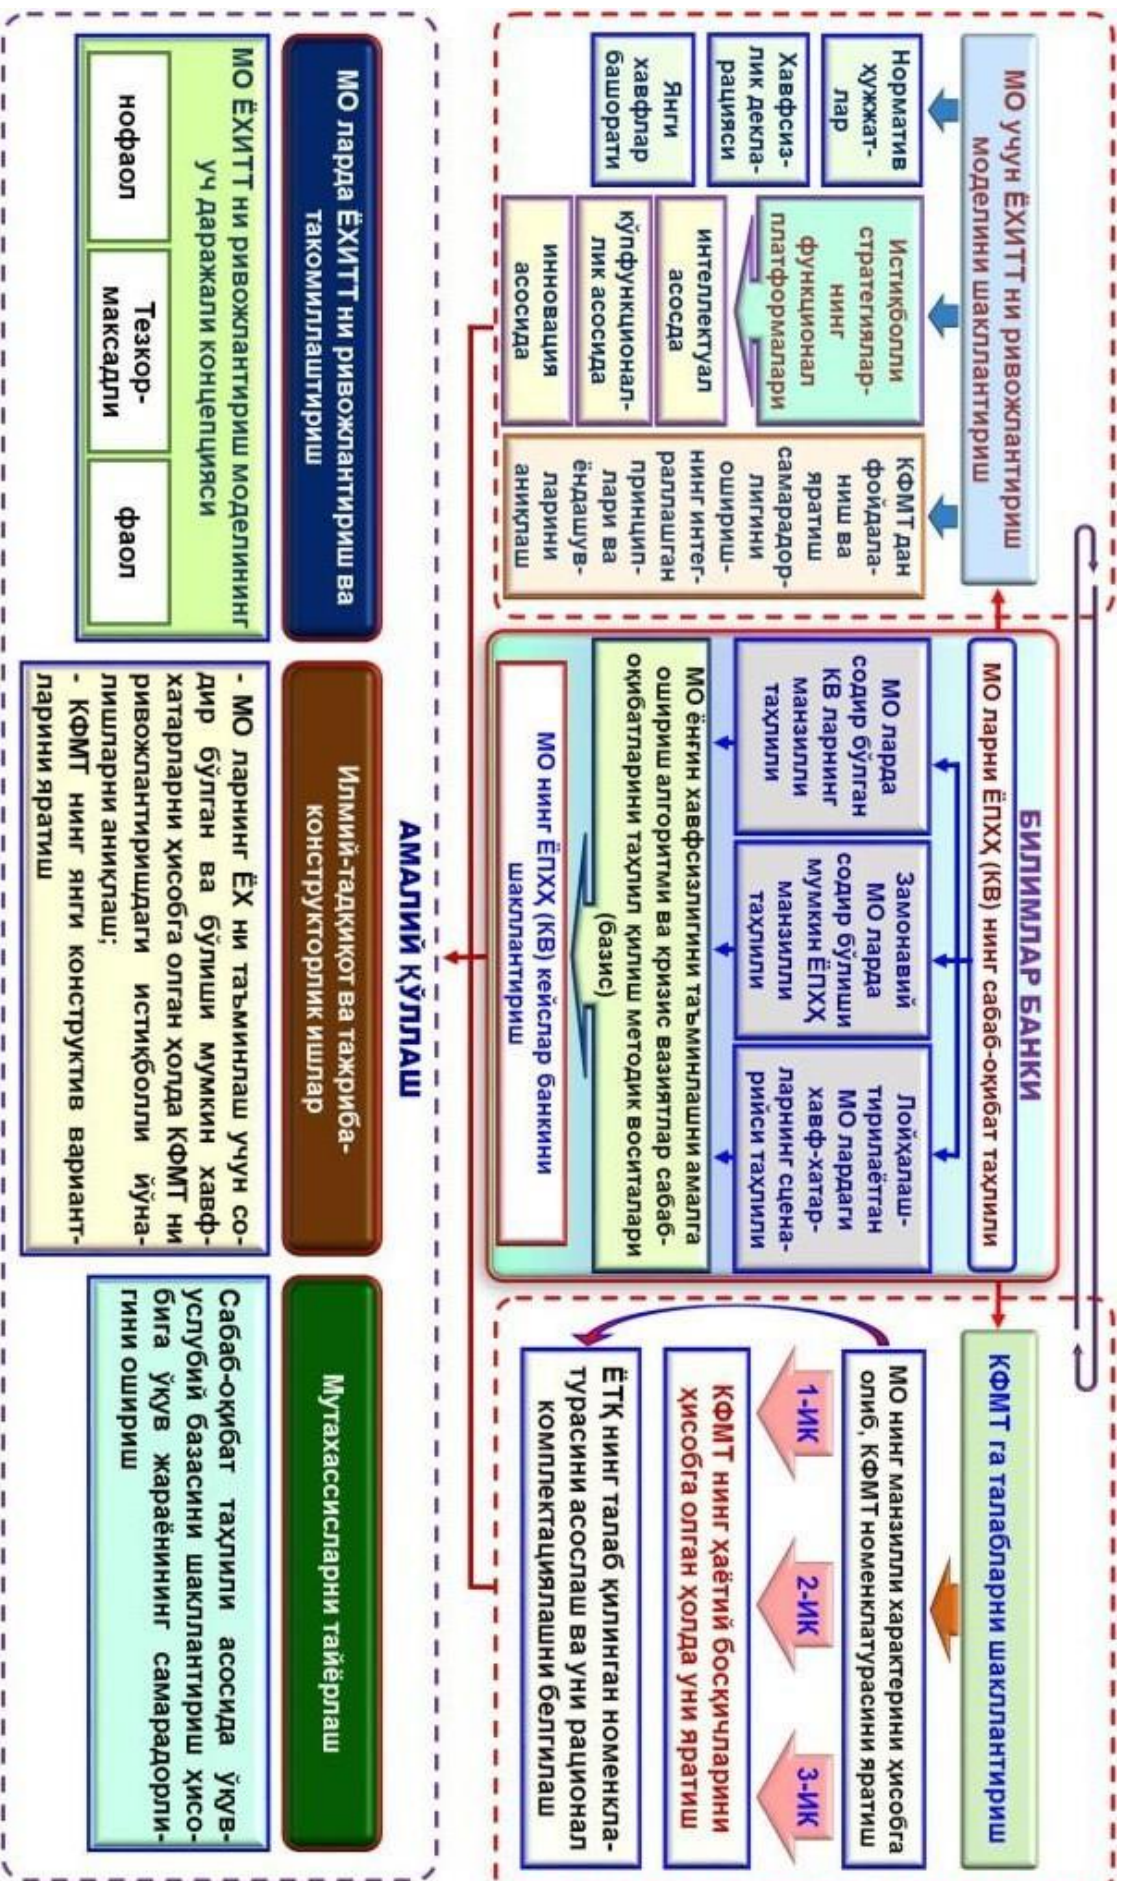 МО учун ЁХИТТ ни ривожлантириш
моделини шакллантириш
Норматив
хужжат-
лар
Хавфсиз-
лик декла-
рацияси
Янги
хавфлар
башорати
Истиқболли
стратегиялар-
нинг
функционал
платформалари
интеллектуал
асосда
кўпфункционал-
лик асосида
инновация
асосида
КФМТ дан
фойдала-
ниш ва
яратиш
самарадор-
лигини
ошириш-
нинг интег-
раллашган
принцип-
лари ва
ёндашув-
ларини
аниқлаш
БИЛИМЛАР БАНКИ
МО ларни ЁПХҲ (КВ) нинг сабаб-оқибат таҳлили
МО ларда
содир бўлган
КВ ларнинг
манзилли
таҳлили
Замонавий
МО ларда
содир бўлиши
мумкин ЁПХҲ
манзилли
таҳлили
Лойҳалаш-
тирилаётган
МО лардаги
хавф-хатар-
ларнинг сцена-
рийси таҳлили
МО ёнғин хавфсизлигини таъминлашни амалга
ошириш алгоритми ва кризис вазиятлар сабаб-
оқибатларини таҳлил қилиш методик воситалари
(базис)
МО нинг ЁПХҲ (КВ) кейслар банкини
шакллантириш
КФМТ га талабларни шакллантириш
МО нинг манзилли характерини ҳисобга
олиб, КФМТ номенклатурасини яратиш
1-ИК
2-ИК
3-ИК
КФМТ нинг ҳаётий босқичларини
ҳисобга олган ҳолда уни яратиш
ЁТҚ нинг талаб қилинган номенкла-
турасини асослаш ва уни рационал
комплектациялашни белгилаш
АМАЛИЙ ҚЎЛЛАШ
МО ларда ЁХИТТ ни ривожлантириш ва
такомиллаштириш
МО ЁХИТТ ни ривожлантириш моделининг
уч даражали концепцияси
нофаол
Тезкор-
максадли
фаол
Илмий-тадқиқот ва тажриба-
конструкторлик ишлар
- МО ларнинг ЁХ ни таъминлаш учун со-
дир бўлган ва бўлиши мумкин хавф-
хатарларни ҳисобга олган ҳолда КФМТ ни
ривожлантиришдаги истиқболли йўна-
лишларни аниқлаш;
- КФМТ нинг янги конструктив вариант-
ларини яратиш
Мутахассисларни тайёрлаш
Сабаб-оқибат таҳлили асосида ўқув-
услубий базасини шакллантириш ҳисо-
бига ўқув жараёнининг самарадорли-
гини ошириш